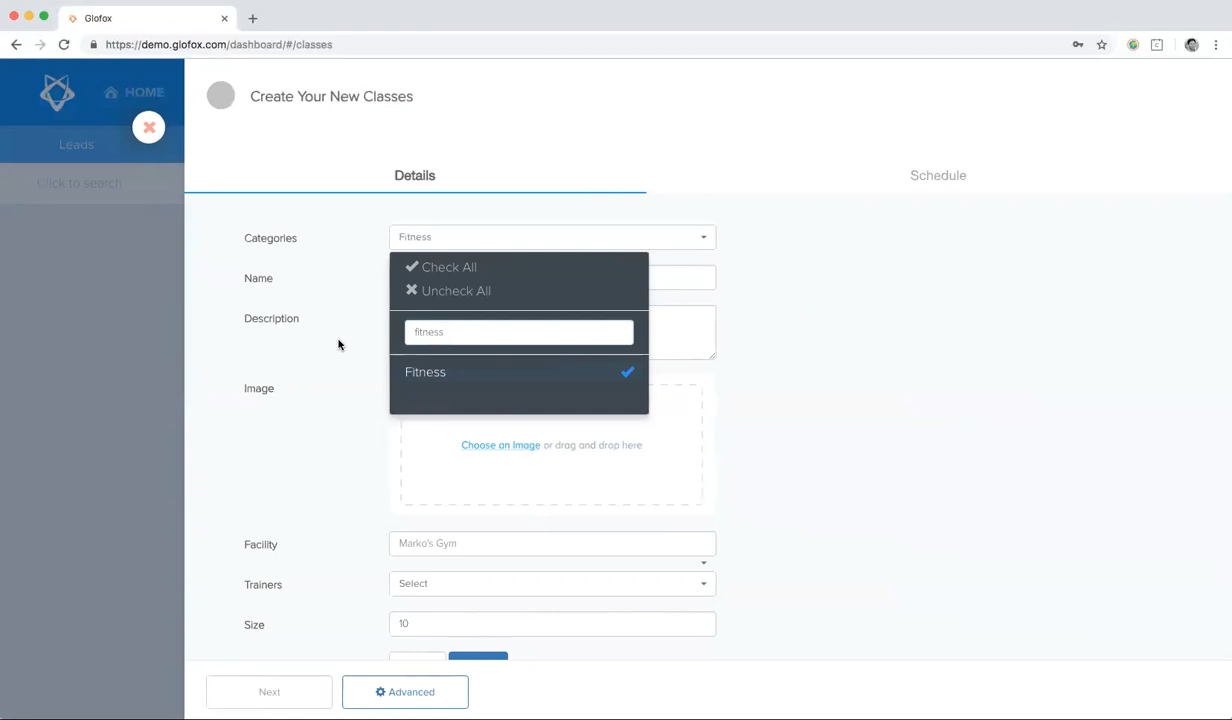 Glofox
https://demo.glofox.com/dashboard/#/classes
HOME
Create Your New Classes
Leads
Details
Schedule
Click to search
Categories
Fitness
Check All
Name
Uncheck All
Description
fitness
Fitness
Image
Choose an Image or drag and drop here
Facility
Marko's Gym
Trainers
Select
Size
10
Next
Advanced